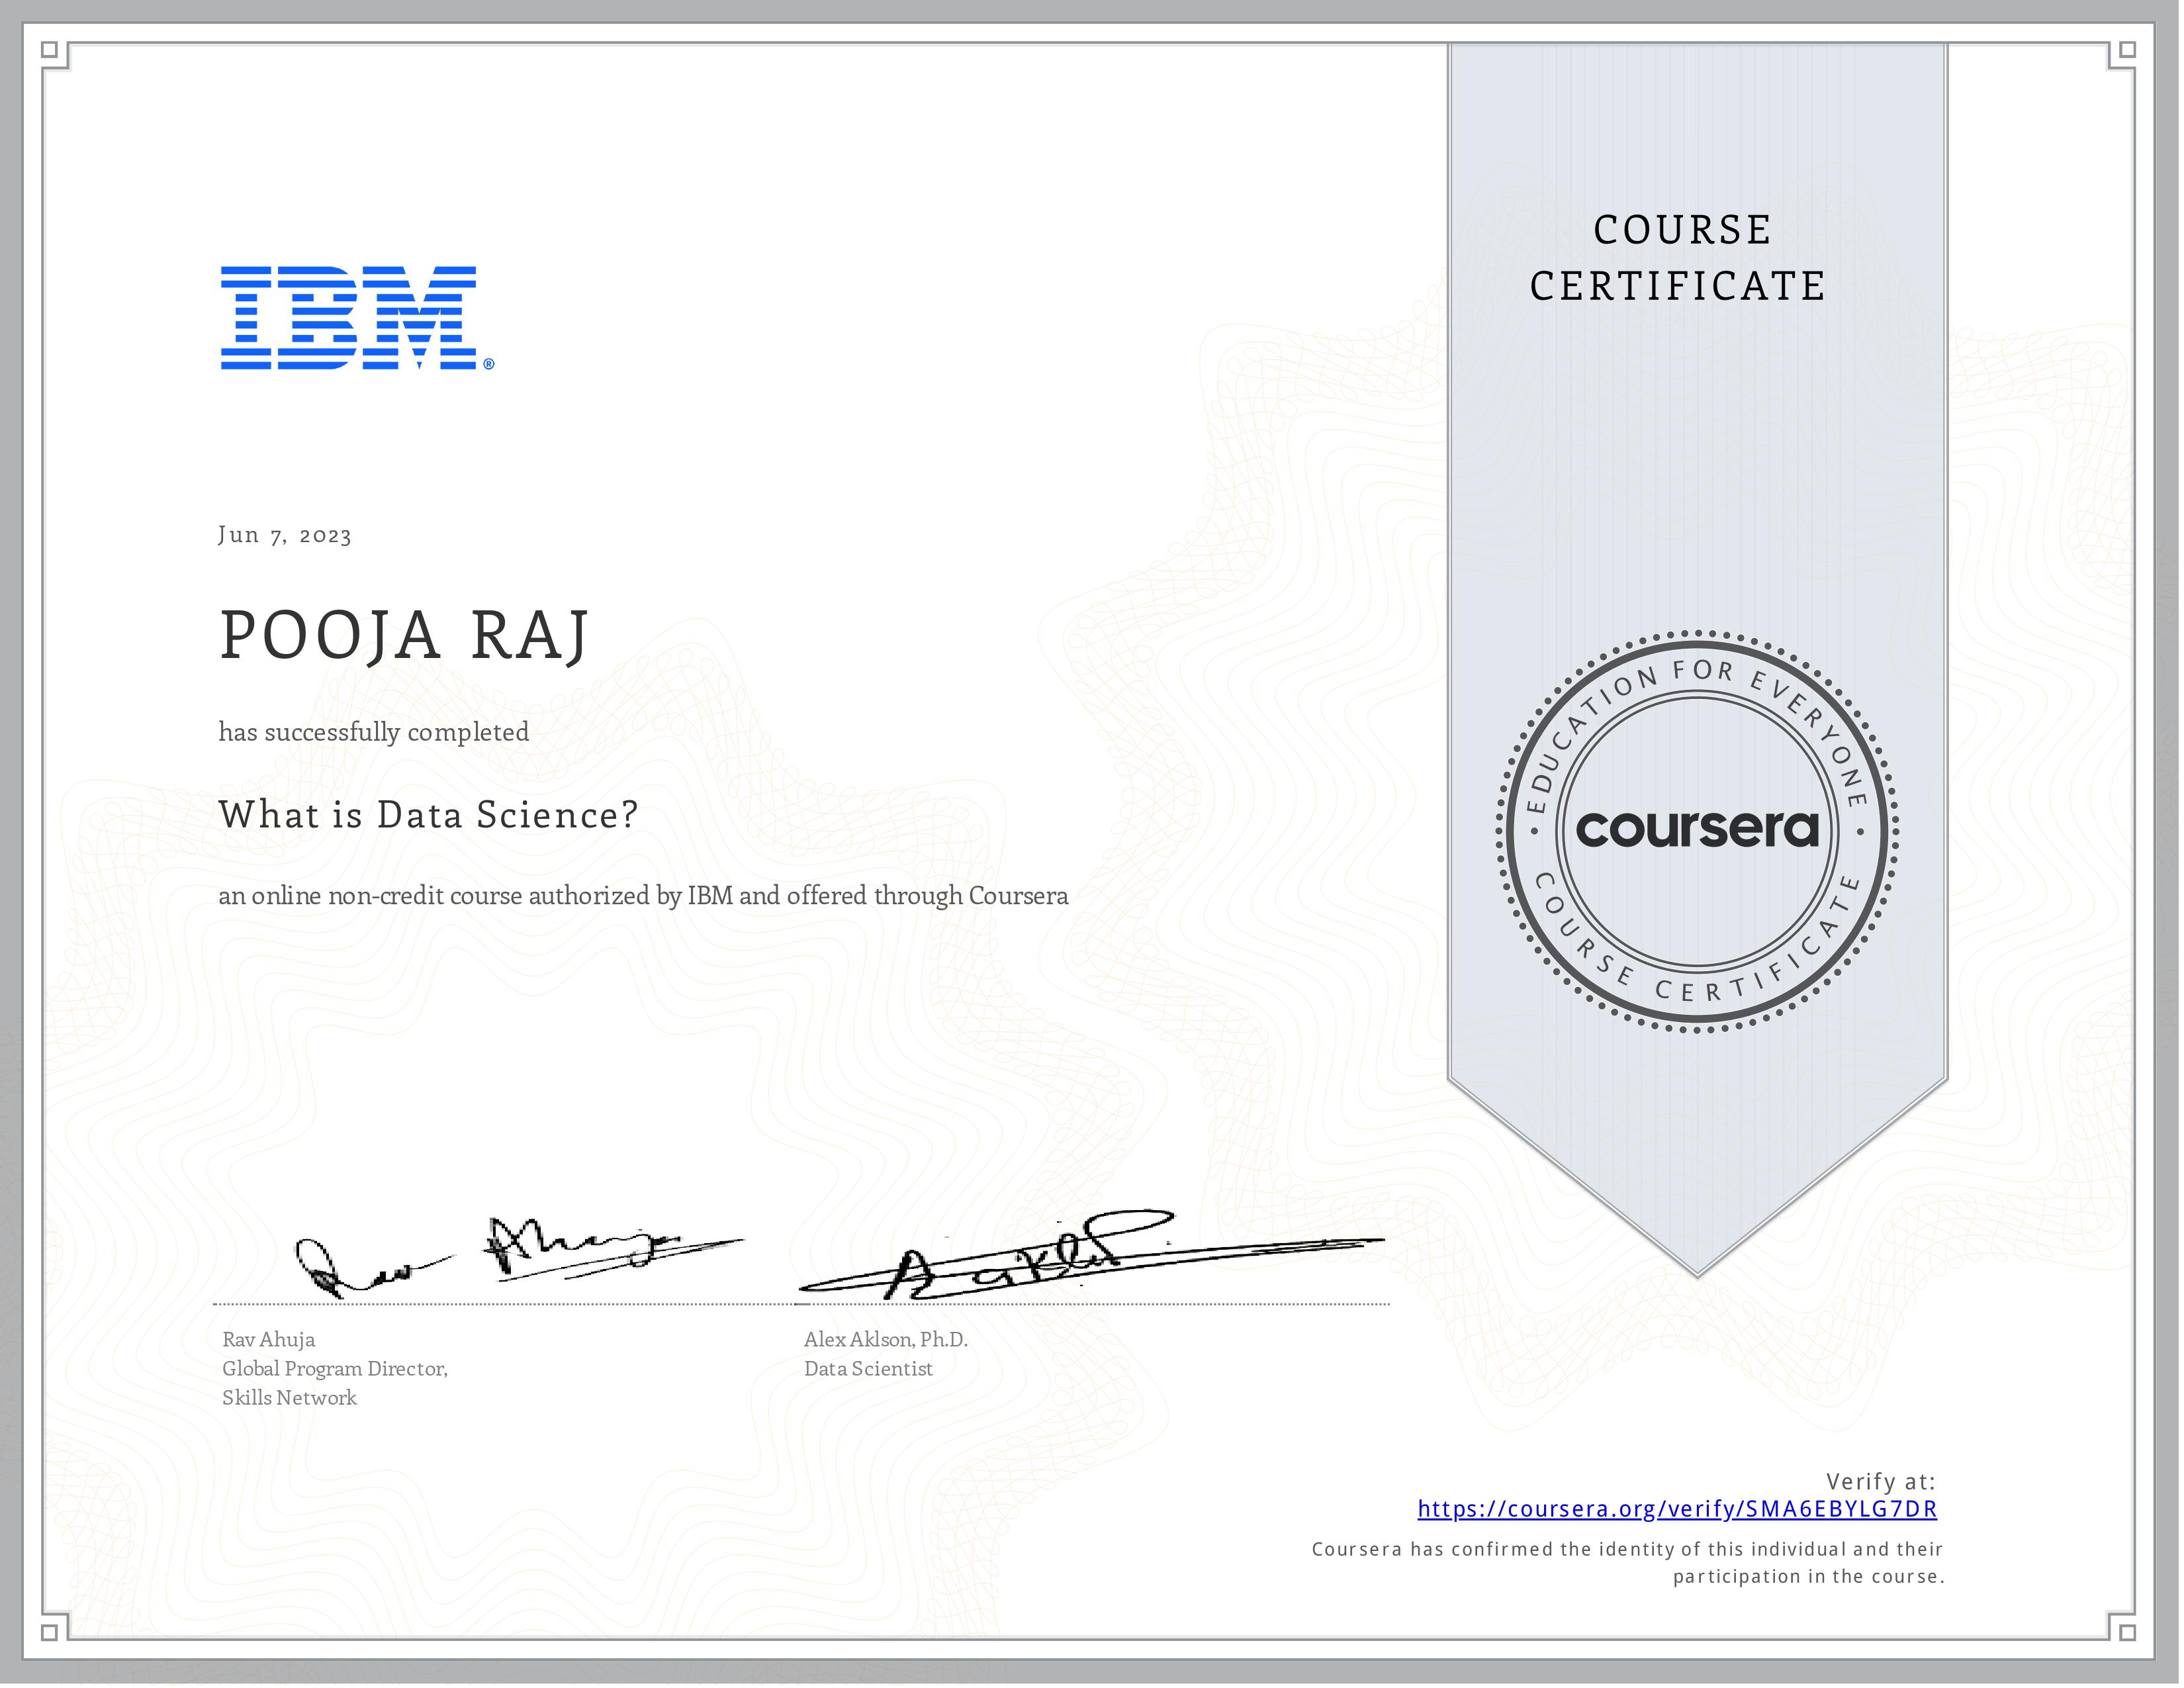 COURSE
CERTIFICATE
IBM®
Jun 7, 2023
POOJA RAJ
has successfully completed
What is Data Science?
an online non-credit course authorized by IBM and offered through Coursera
EDUCATION FOR EVERYONE
coursera
COURSE CERTIFICATE
Rav Ahuja
Global Program Director,
Skills Network
Alex Aklson, Ph.D.
Data Scientist
Verify at:
https://coursera.org/verify/SMA6EBYLG7DR
Coursera has confirmed the identity of this individual and their
participation in the course.